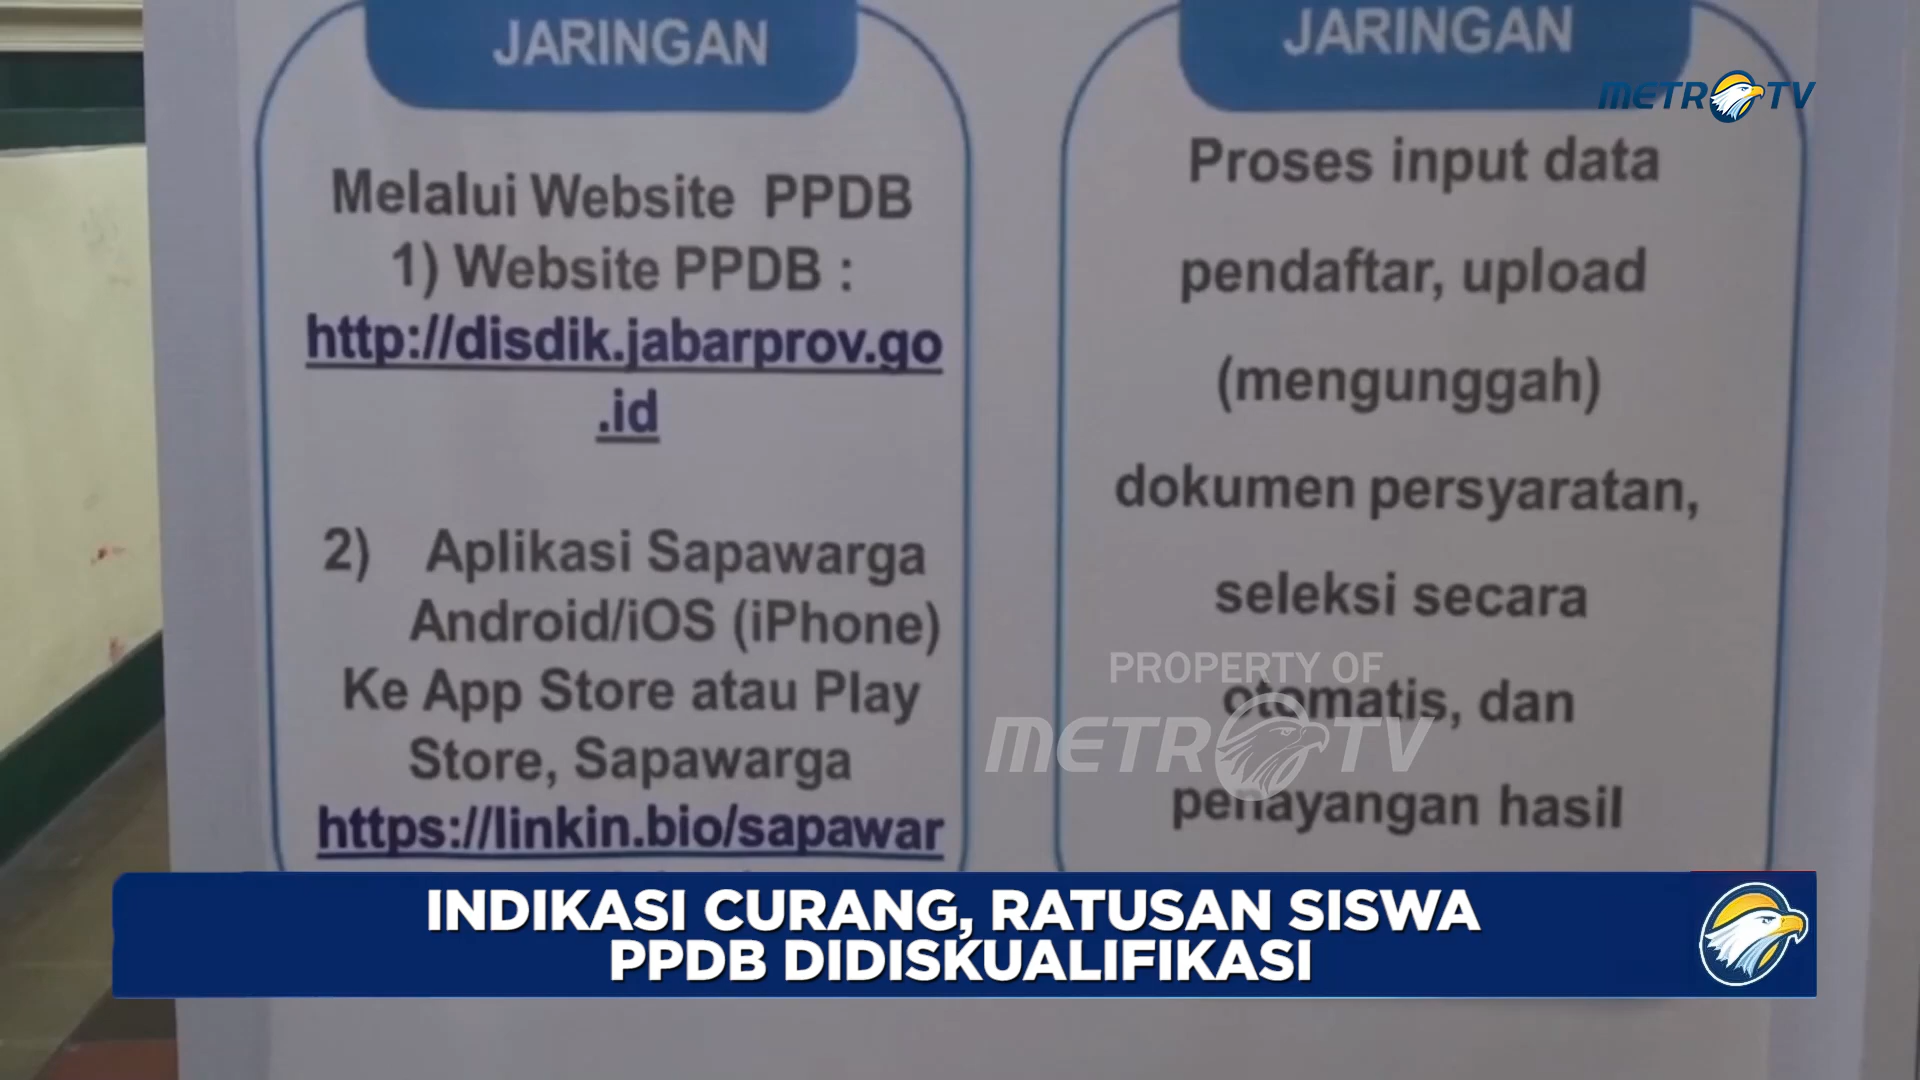 JARINGAN
Melalui Website PPDB
1) Website PPDB :
http://disdik.jabarprov.go
.id
2) Aplikasi Sapawarga
Android/iOS (iPhone)
Ke App Store atau Play
Store, Sapawarga
https://linkin.bio/sapawar
JARINGAN
METRO TV
Proses input data
pendaftar, upload
(mengunggah)
dokumen persyaratan,
seleksi secara
otomatis, dan
penayangan hasil
PROPERTY OF
METRO TV
INDIKASI CURANG, RATUSAN SISWA
PPDB DIDISKUALIFIKASI